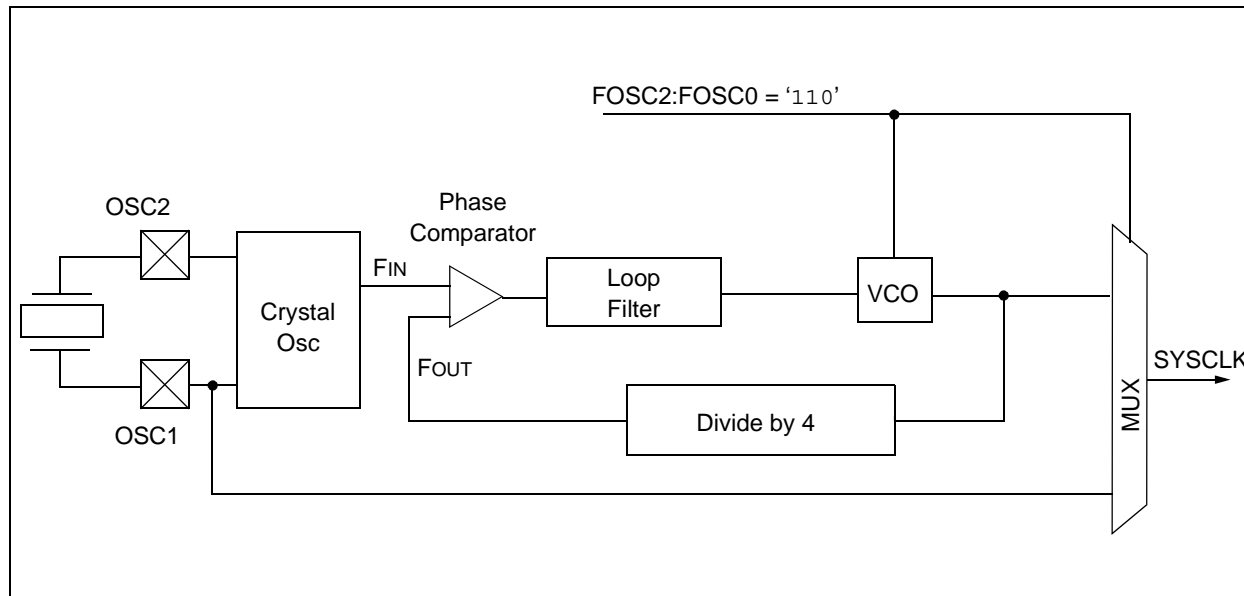 FOSC2:FOSC0 = ‘110’
OSC2
Phase
Comparator
FIN
Crystal
Osc
Loop
Filter
VCO
SYSCLK
FOUT
OSC1
Divide by 4
MUX